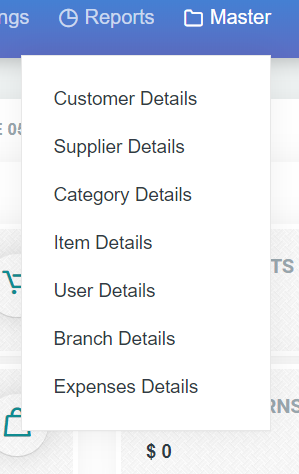 ngs Reports Master
Customer Details
E 05
Supplier Details
Category Details
Item Details
TS
User Details
Branch Details
Expenses Details
RNS
$ 0